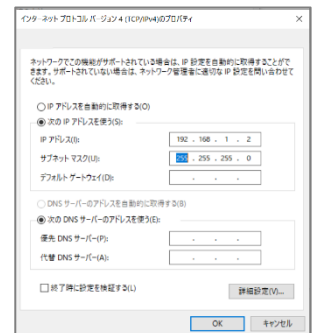 インターネット プロトコル バージョン 4 (TCP/IPv4)のプロパティ
ネットワークでこの機能がサポートされている場合は、IP 設定を自動的に取得することがで
きます。サポートされていない場合は、ネットワーク管理者に適切な IP 設定を問い合わせて
ください。
IP アドレスを自動的に取得する(O)
次の IP アドレスを使う(S):
IP アドレス(I): 192 . 168 . 1 . 2
サブネット マスク(U): 255 . 255 . 255 . 0
デフォルト ゲートウェイ(D): . . .
DNS サーバーのアドレスを自動的に取得する(B)
次の DNS サーバーのアドレスを使う(E):
優先 DNS サーバー(P): . . .
代替 DNS サーバー(A): . . .
終了時に設定を検証する(L)
詳細設定(V)...
OK
キャンセル